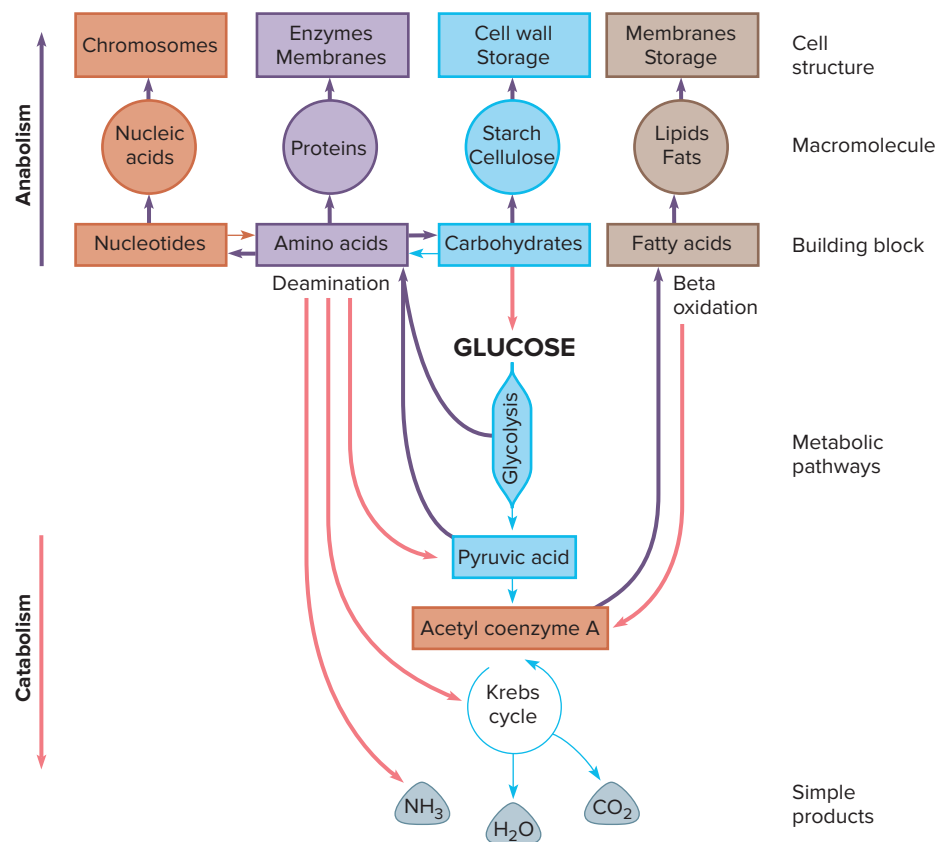 Chromosomes
Enzymes
Membranes
Cell wall
Storage
Membranes
Storage
Cell
structure
Anabolism
Nucleic
acids
Proteins
Starch
Cellulose
Lipids
Fats
Macromolecule
Nucleotides
Amino acids
Carbohydrates
Fatty acids
Building block
Deamination
Beta
oxidation
GLUCOSE
Glycolysis
Metabolic
pathways
Pyruvic acid
Acetyl coenzyme A
Catabolism
Krebs
cycle
NH₃
H₂O
CO₂
Simple
products